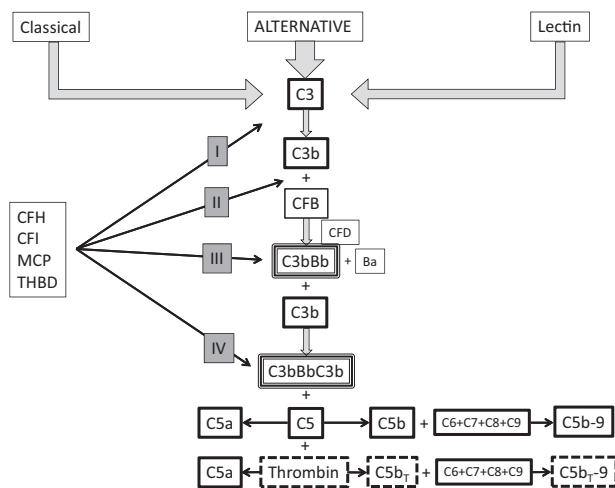 Classical
ALTERNATIVE
Lectin
C3
I
C3b
+
II
CFB
CFH
CFI
MCP
THBD
CFD
III
C3bBb + Ba
+
C3b
IV
C3bBbC3b
+
C5a C5 C5b + C6+C7+C8+C9 C5b-9
+
C5a Thrombin C5bT + C6+C7+C8+C9 C5bT-9